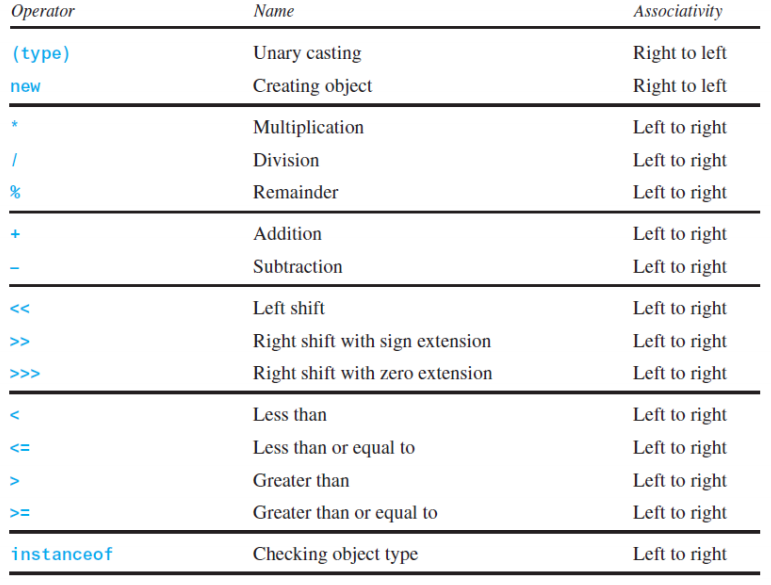 Operator Name Associativity
(type) Unary casting Right to left
new Creating object Right to left
* Multiplication Left to right
/ Division Left to right
% Remainder Left to right
+ Addition Left to right
– Subtraction Left to right
<< Left shift Left to right
>> Right shift with sign extension Left to right
>>> Right shift with zero extension Left to right
< Less than Left to right
<= Less than or equal to Left to right
> Greater than Left to right
>= Greater than or equal to Left to right
instanceof Checking object type Left to right